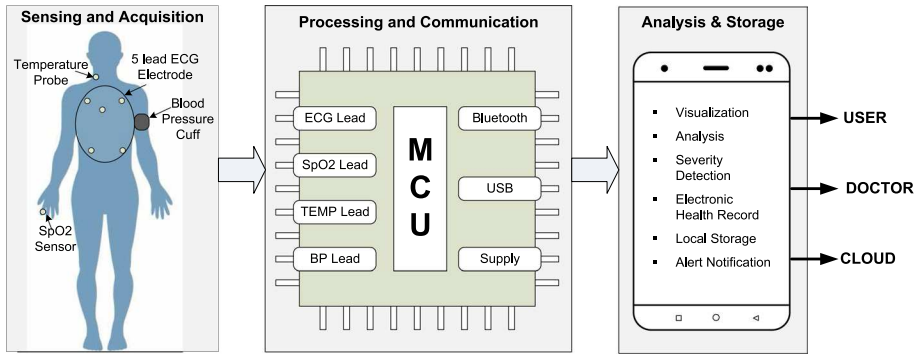 Sensing and Acquisition
Temperature
Probe
5 lead ECG
Electrode
Blood
Pressure
Cuff
SpO2
Sensor
Processing and Communication
ECG Lead
SpO2 Lead
TEMP Lead
BP Lead
M
C
U
Bluetooth
USB
Supply
Analysis & Storage
▪ Visualization
▪ Analysis
▪ Severity
Detection
▪ Electronic
Health Record
▪ Local Storage
▪ Alert Notification
USER
DOCTOR
CLOUD